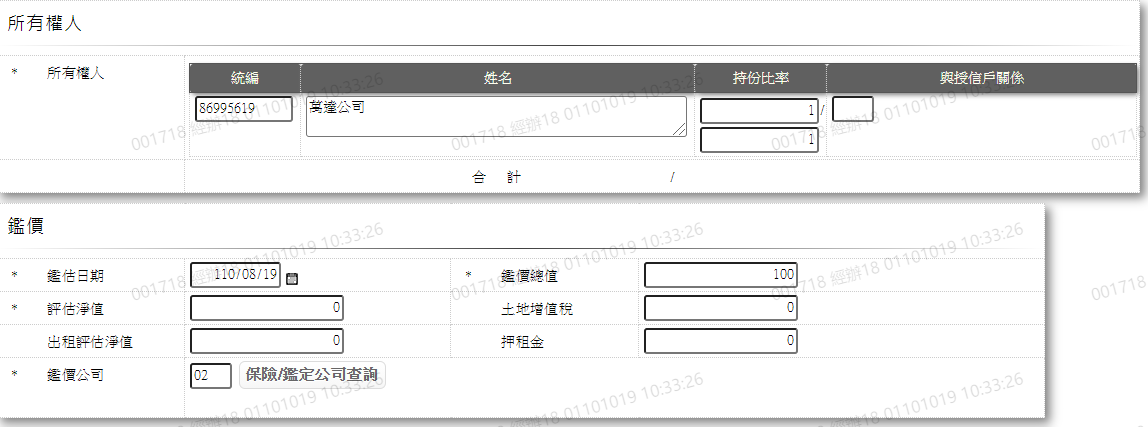 所有權人
* 所有權人 統編 姓名 持份比率 與授信戶關係
86995619 萬達公司 1 /
1
合 計 /
鑑價
* 鑑估日期 110/08/19 * 鑑價總值 100
* 評估淨值 0 土地增值稅 0
出租評估淨值 0 押租金 0
* 鑑價公司 02 保險/鑑定公司查詢
001718 經辦18 01101019 10:33:26